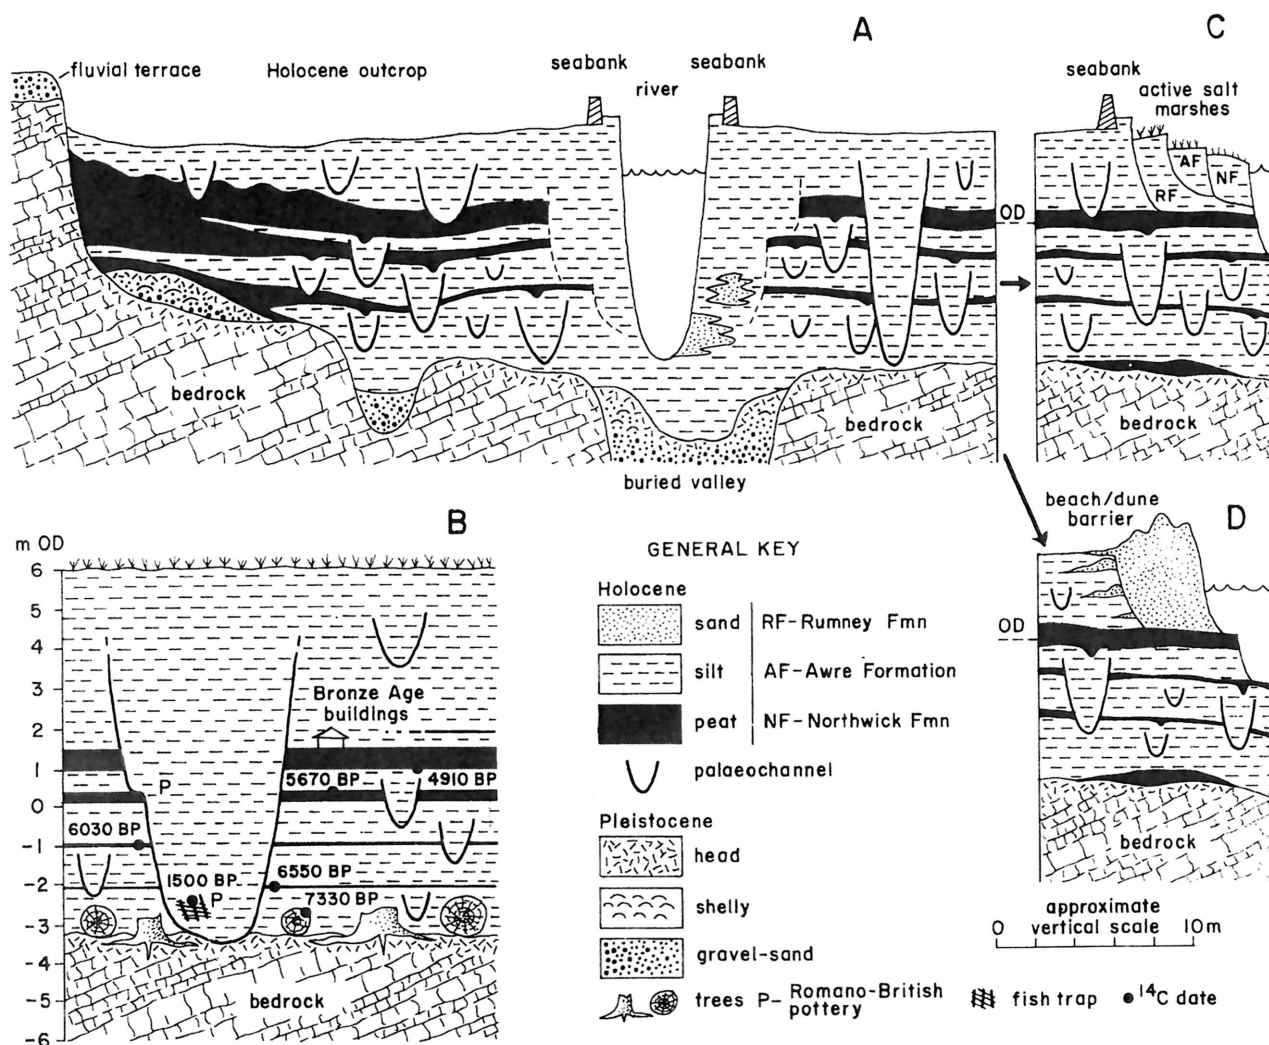 A
C
fluvial terrace
Holocene outcrop
seabank
river
seabank
seabank
active salt
marshes
AF
NF
RF
OD
bedrock
bedrock
bedrock
buried valley
B
m OD
6
5
4
3
2
1
0
-1
-2
-3
-4
-5
-6
Bronze Age
buildings
P
5670 BP
4910 BP
6030 BP
1500 BP
P
6550 BP
7330 BP
bedrock
GENERAL KEY
Holocene
sand
RF-Rumney Fmn
silt
AF-Awre Formation
peat
NF-Northwick Fmn
palaeochannel
Pleistocene
head
shelly
gravel-sand
trees
P- Romano-British
pottery
fish trap
14C date
beach/dune
barrier
D
OD
bedrock
approximate
vertical scale
0
10m